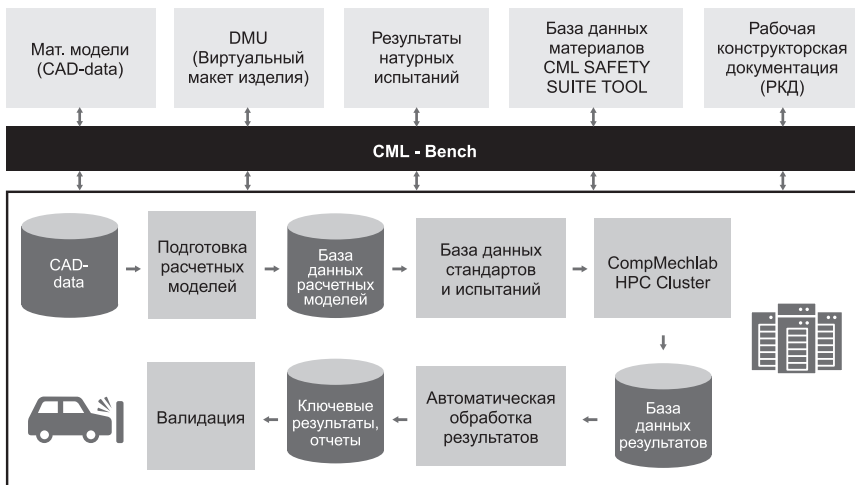 Мат. модели
(CAD-data)
DMU
(Виртуальный
макет изделия)
Результаты
натурных
испытаний
База данных
материалов
CML SAFETY
SUITE TOOL
Рабочая
конструкторская
документация
(РКД)
CML - Bench
CAD-
data
Подготовка
расчетных
моделей
База
данных
расчетных
моделей
База данных
стандартов
и испытаний
CompMechlab
HPC Cluster
Валидация
Ключевые
результаты,
отчеты
Автоматическая
обработка
результатов
База
данных
результатов